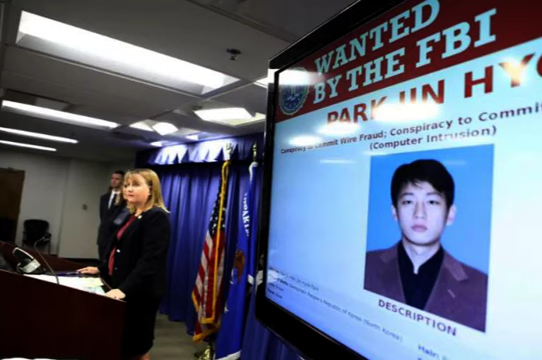 WANTED
BY THE FBI
PARK JIN HYO
Conspiracy to Commit Wire Fraud; Conspiracy to Commit
(Computer Intrusion)
DESCRIPTION